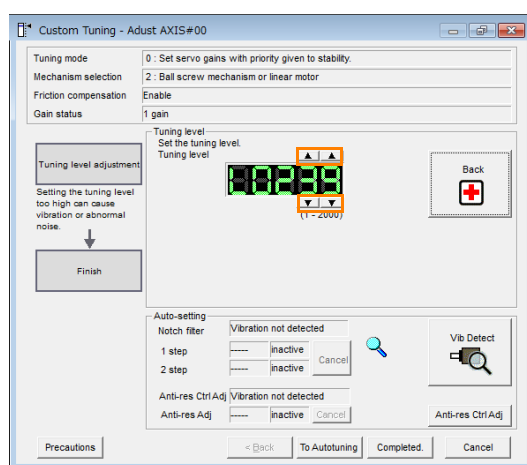 Custom Tuning - Adust AXIS#00
Tuning mode
0 : Set servo gains with priority given to stability.
Mechanism selection
2 : Ball screw mechanism or linear motor
Friction compensation
Enable
Gain status
1 gain
Tuning level
Set the tuning level.
Tuning level
(1 - 2000)
Tuning level adjustment
Setting the tuning level
too high can cause
vibration or abnormal
noise.
Finish
Back
Auto-setting
Notch filter
Vibration not detected
1 step
-----
inactive
2 step
-----
inactive
Cancel
Anti-res Ctrl Adj
Vibration not detected
Anti-res Adj
-----
inactive
Cancel
Vib Detect
Anti-res Ctrl Adj
Precautions
< Back
To Autotuning
Completed.
Cancel